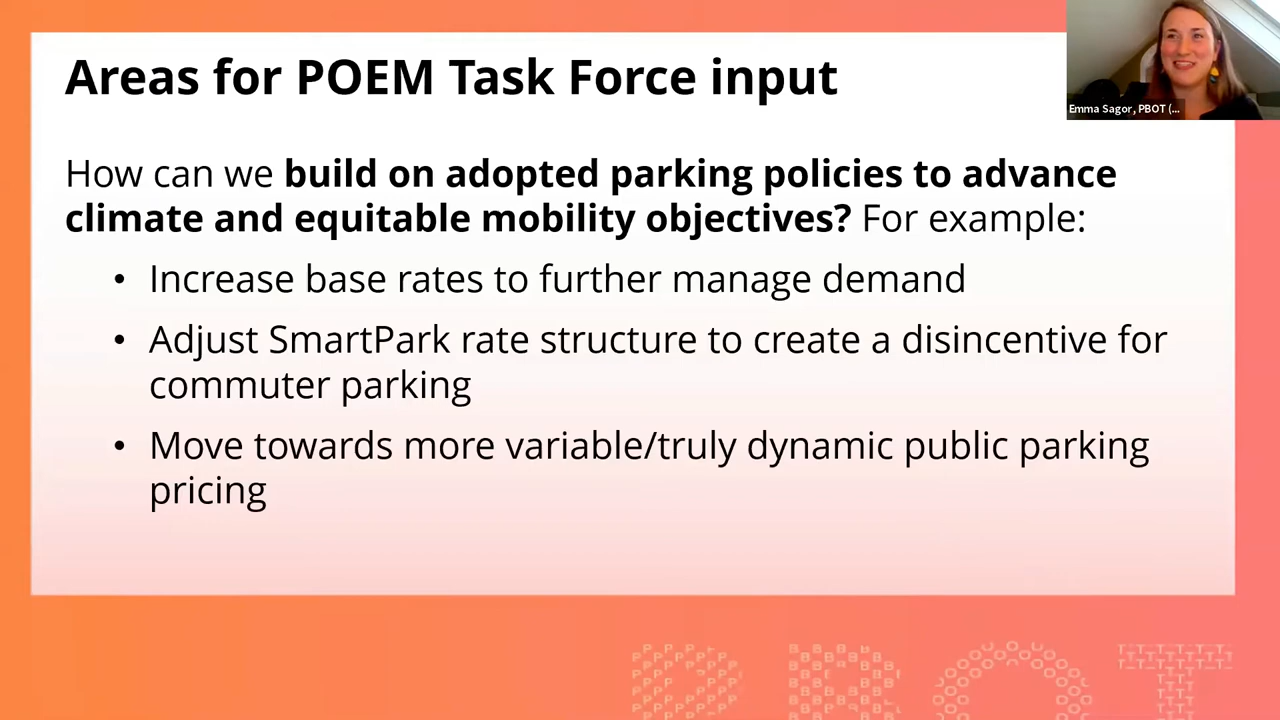 Areas for POEM Task Force input
Emma Sagor, PBOT (...
How can we build on adopted parking policies to advance
climate and equitable mobility objectives? For example:
• Increase base rates to further manage demand
• Adjust SmartPark rate structure to create a disincentive for
commuter parking
• Move towards more variable/truly dynamic public parking
pricing
PBOT